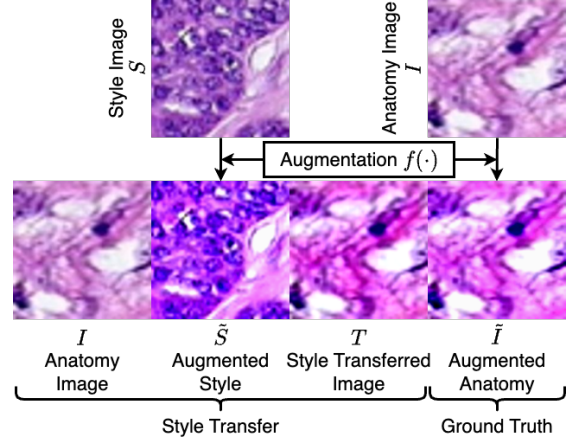 Style Image
S
Anatomy Image
I
Augmentation f(·)
I
S̃
T
Ĩ
Anatomy
Image
Augmented
Style
Style Transferred
Image
Augmented
Anatomy
Style Transfer
Ground Truth